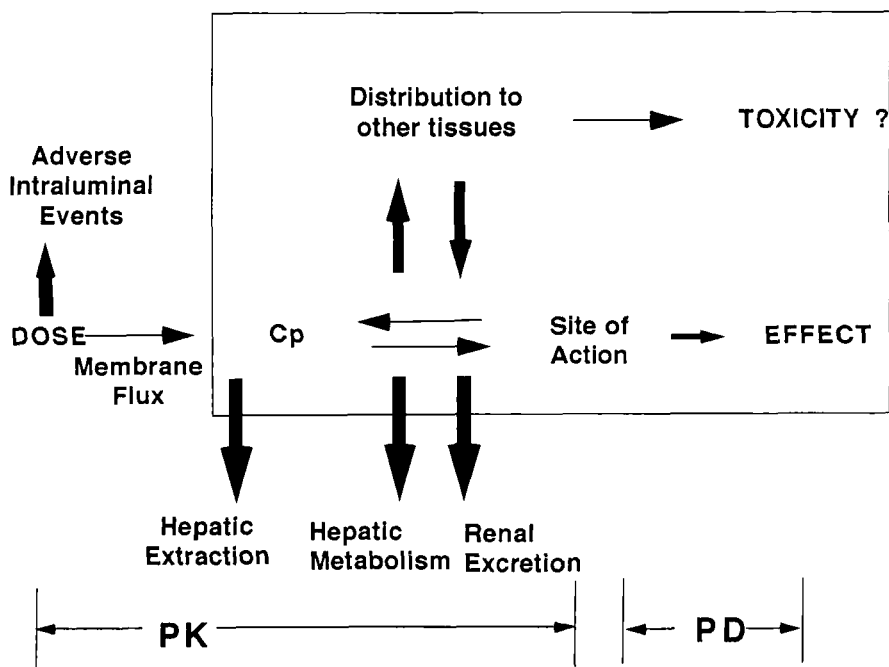 Distribution to
other tissues
TOXICITY ?
Adverse
Intraluminal
Events
DOSE
Membrane
Flux
Cp
Site of
Action
EFFECT
Hepatic
Extraction
Hepatic
Metabolism
Renal
Excretion
PK
PD